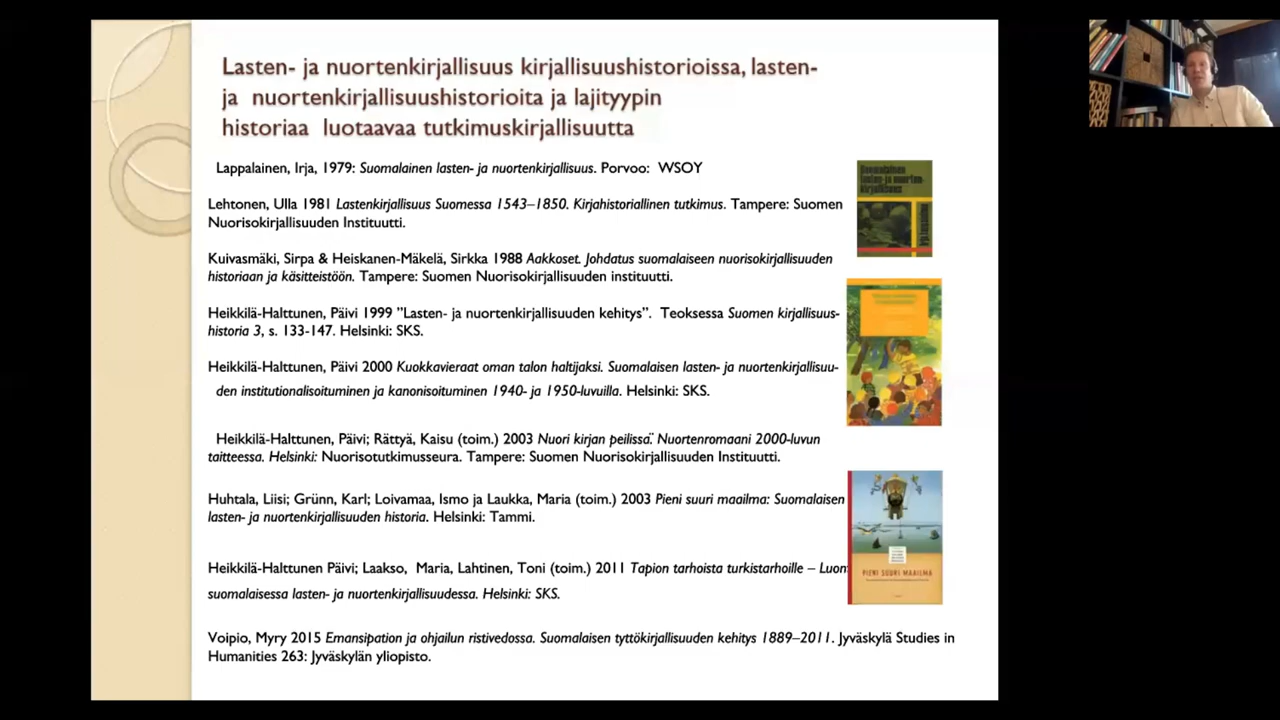 Lasten- ja nuortenkirjallisuus kirjallisuushistorioissa, lasten-
ja nuortenkirjallisuushistorioita ja lajityypin
historiaa luotaavaa tutkimuskirjallisuutta
Lappalainen, Irja, 1979: Suomalainen lasten- ja nuortenkirjallisuus. Porvoo: WSOY
Lehtonen, Ulla 1981 Lastenkirjallisuus Suomessa 1543–1850. Kirjahistoriallinen tutkimus. Tampere: Suomen
Nuorisokirjallisuuden Instituutti.
Kuivasmäki, Sirpa & Heiskanen-Mäkelä, Sirkka 1988 Aakkoset. Johdatus suomalaiseen nuorisokirjallisuuden
historiaan ja käsitteistöön. Tampere: Suomen Nuorisokirjallisuuden instituutti.
Heikkilä-Halttunen, Päivi 1999 ”Lasten- ja nuortenkirjallisuuden kehitys”. Teoksessa Suomen kirjallisuus-
historia 3, s. 133-147. Helsinki: SKS.
Heikkilä-Halttunen, Päivi 2000 Kuokkavieraat oman talon haltijaksi. Suomalaisen lasten- ja nuortenkirjallisuu-
den institutionalisoituminen ja kanonisoituminen 1940- ja 1950-luvuilla. Helsinki: SKS.
Heikkilä-Halttunen, Päivi; Rättyä, Kaisu (toim.) 2003 Nuori kirjan peilissä. Nuortenromaani 2000-luvun
taitteessa. Helsinki: Nuorisotutkimusseura. Tampere: Suomen Nuorisokirjallisuuden Instituutti.
Huhtala, Liisi; Grünn, Karl; Loivamaa, Ismo ja Laukka, Maria (toim.) 2003 Pieni suuri maailma: Suomalaisen
lasten- ja nuortenkirjallisuuden historia. Helsinki: Tammi.
Heikkilä-Halttunen Päivi; Laakso, Maria, Lahtinen, Toni (toim.) 2011 Tapion tarhoista turkistarhoille – Luon
suomalaisessa lasten- ja nuortenkirjallisuudessa. Helsinki: SKS.
Voipio, Myry 2015 Emansipation ja ohjailun ristivedossa. Suomalaisen tyttökirjallisuuden kehitys 1889–2011. Jyväskylä Studies in
Humanities 263: Jyväskylän yliopisto.
Suomalainen
lasten-ja nuorten-
kirjallisuus
PIENI SUURI MAAILMA